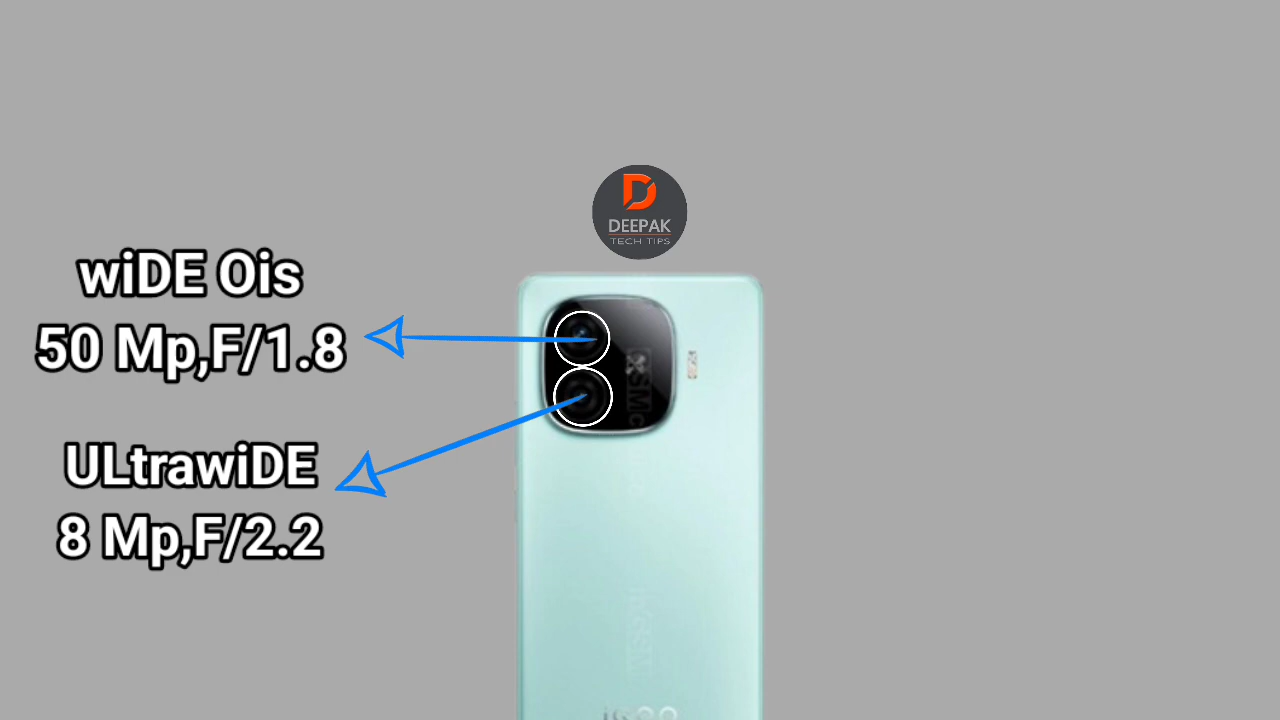 DEEPAK
TECH TIPS
wiDE Ois
50 Mp,F/1.8
ULtrawiDE
8 Mp,F/2.2